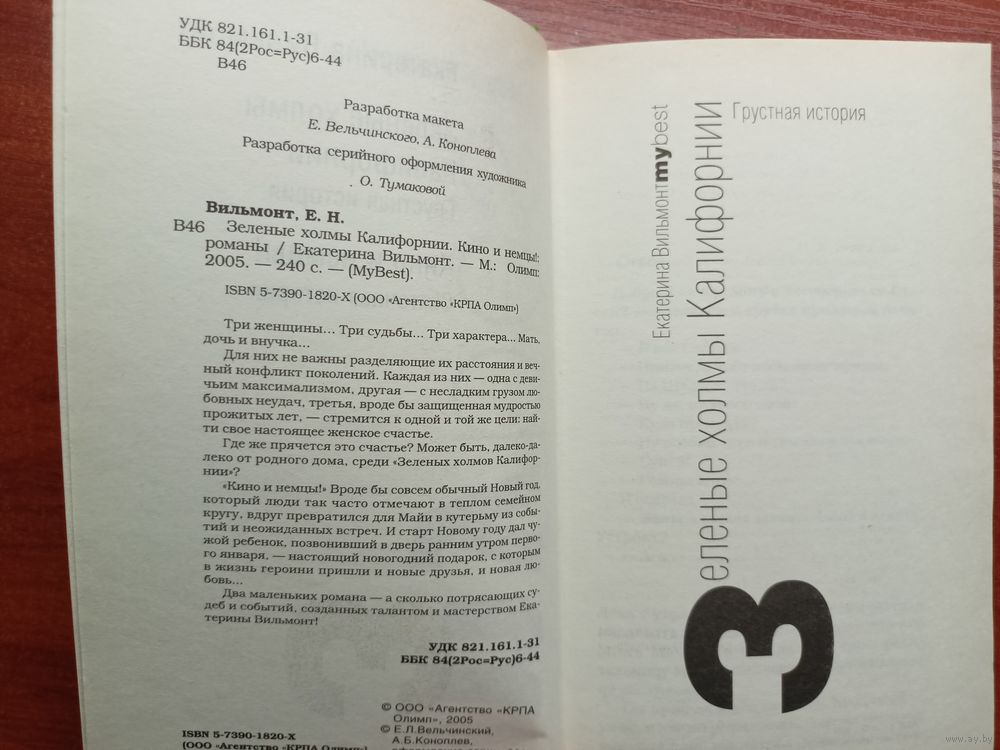 УДК 821.161.1-31
ББК 84(2Рос=Рус)6-44
В46
Разработка макета
Е. Вельчинского, А. Коноплева
Разработка серийного оформления художника
О. Тумаковой
Вильмонт, Е. Н.
В46 Зеленые холмы Калифорнии. Кино и немцы!:
романы / Екатерина Вильмонт. — М.: Олимп:
2005. — 240 с. — (MyBest).
ISBN 5-7390-1820-X (ООО «Агентство «КРПА Олимп»)
Три женщины... Три судьбы... Три характера... Мать,
дочь и внучка...
Для них не важны разделяющие их расстояния и веч-
ный конфликт поколений. Каждая из них — одна с деви-
чьим максимализмом, другая — с несладким грузом лю-
бовных неудач, третья, вроде бы защищенная мудростью
прожитых лет, — стремится к одной и той же цели: най-
ти свое настоящее женское счастье.
Где же прячется это счастье? Может быть, далеко-да-
леко от родного дома, среди «Зеленых холмов Калифор-
нии»?
«Кино и немцы!» Вроде бы совсем обычный Новый год,
который люди так часто отмечают в теплом семейном
кругу, вдруг превратился для Майи в кутерьму из собы-
тий и неожиданных встреч. И старт Новому году дал чу-
жой ребенок, позвонивший в дверь ранним утром перво-
го января, — настоящий новогодний подарок, с которым
в жизнь героини пришли и новые друзья, и новая лю-
бовь...
Два маленьких романа — а сколько потрясающих су-
деб и событий, созданных талантом и мастерством Ека-
терины Вильмонт!
УДК 821.161.1-31
ББК 84(2Рос=Рус)6-44
© ООО «Агентство «КРПА
Олимп», 2005
© Е.Л.Вельчинский,
А.Б.Коноплев,
ISBN 5-7390-1820-X
(ООО «Агентство «КРПА Олимп»)
Екатерина Вильмонт mybest
Зеленые холмы Калифорнии
Грустная история
www.ay.by